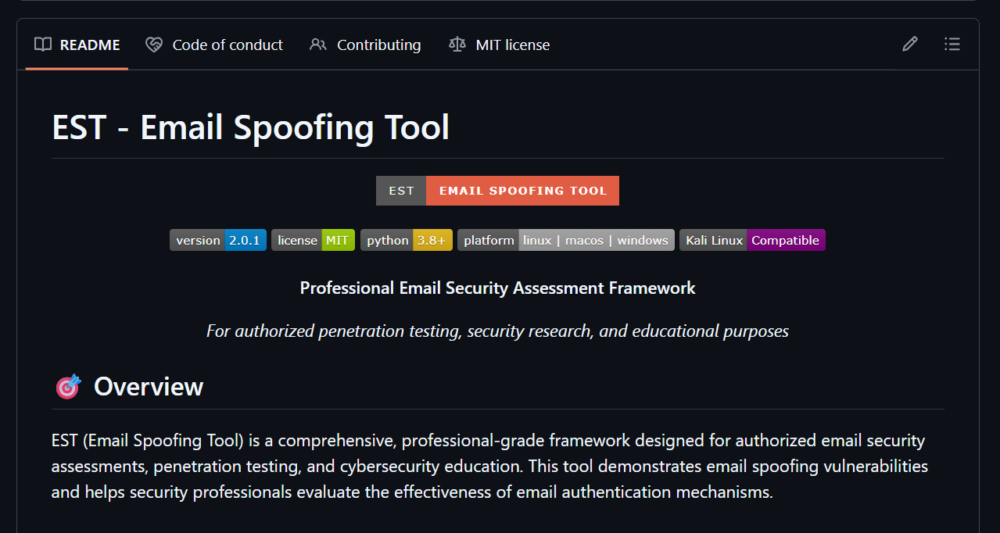 README Code of conduct Contributing MIT license
EST - Email Spoofing Tool
EST EMAIL SPOOFING TOOL
version 2.0.1 license MIT python 3.8+ platform linux | macos | windows Kali Linux Compatible
Professional Email Security Assessment Framework
For authorized penetration testing, security research, and educational purposes
🎯 Overview
EST (Email Spoofing Tool) is a comprehensive, professional-grade framework designed for authorized email security
assessments, penetration testing, and cybersecurity education. This tool demonstrates email spoofing vulnerabilities
and helps security professionals evaluate the effectiveness of email authentication mechanisms.